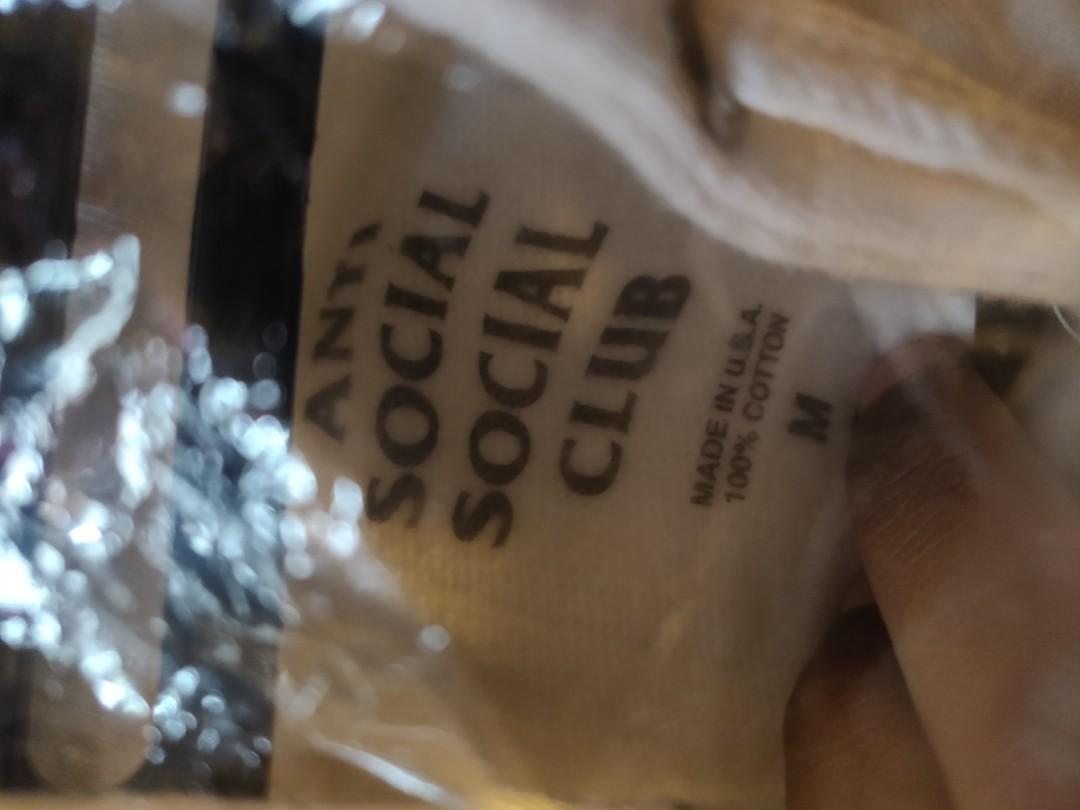 ANTI
SOCIAL
SOCIAL
CLUB
MADE IN U.S.A.
100% COTTON
M